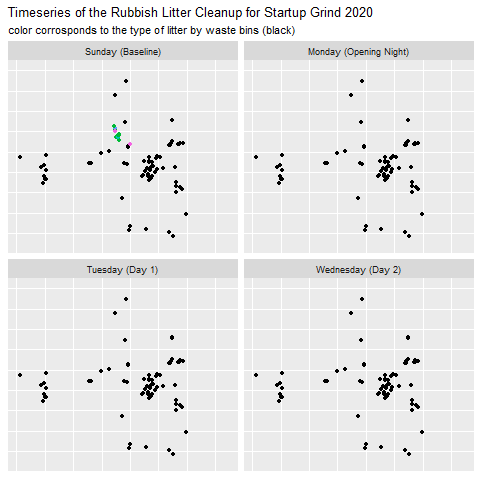 Timeseries of the Rubbish Litter Cleanup for Startup Grind 2020
color corrosponds to the type of litter by waste bins (black)
Sunday (Baseline)
Monday (Opening Night)
Tuesday (Day 1)
Wednesday (Day 2)